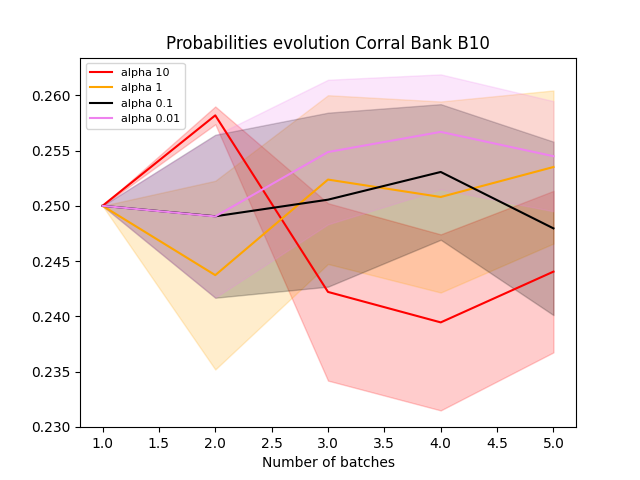 Probabilities evolution Corral Bank B10
alpha 10
alpha 1
alpha 0.1
alpha 0.01
0.260
0.255
0.250
0.245
0.240
0.235
0.230
1.0 1.5 2.0 2.5 3.0 3.5 4.0 4.5 5.0
Number of batches